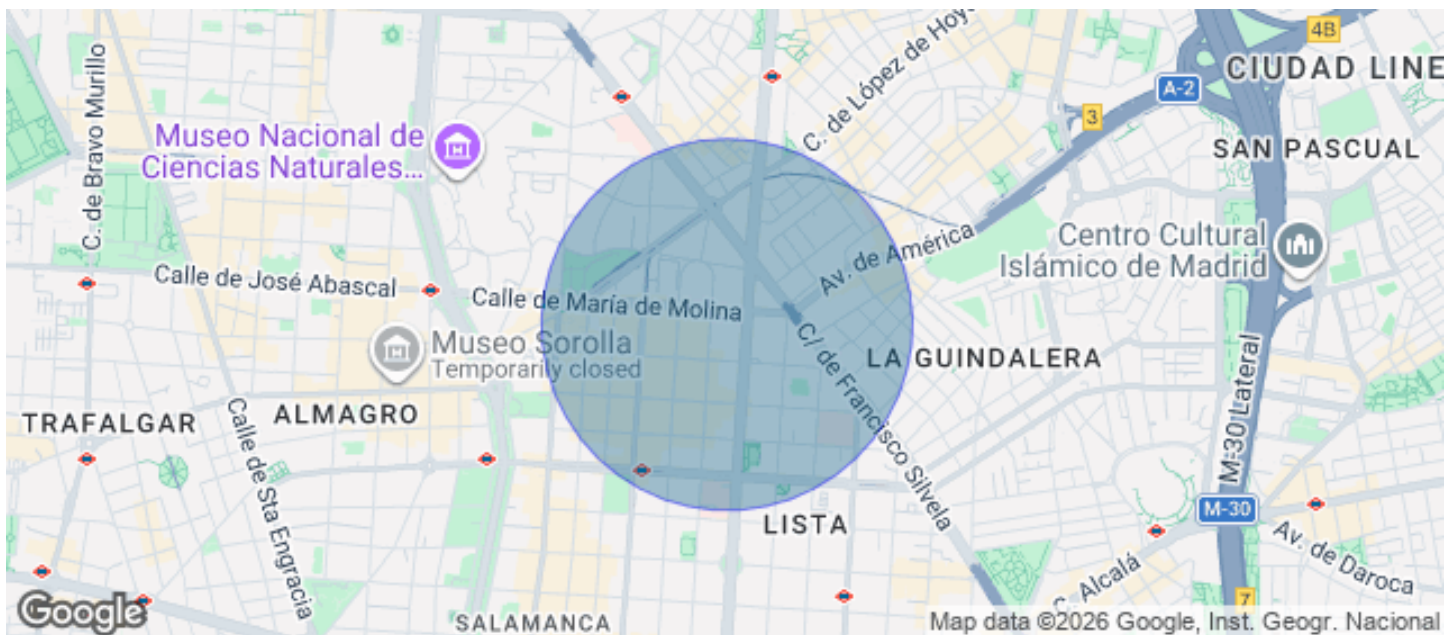 4B
C. de Bravo Murillo
C. de López de Hoyo
CIUDAD LINE
A-2
3
Museo Nacional de
Ciencias Naturales...
SAN PASCUAL
Av. de América
Centro Cultural
Islámico de Madrid
Calle de José Abascal
Calle de María de Molina
Museo Sorolla
Temporarily closed
C/ de Francisco Silvela
LA GUINDALERA
TRAFALGAR
ALMAGRO
Calle de Sta Engracia
M-30 Lateral
M-30
LISTA
Av. de Daroca
C. Alcalá
7
SALAMANCA
Google
Map data ©2026 Google, Inst. Geogr. Nacional